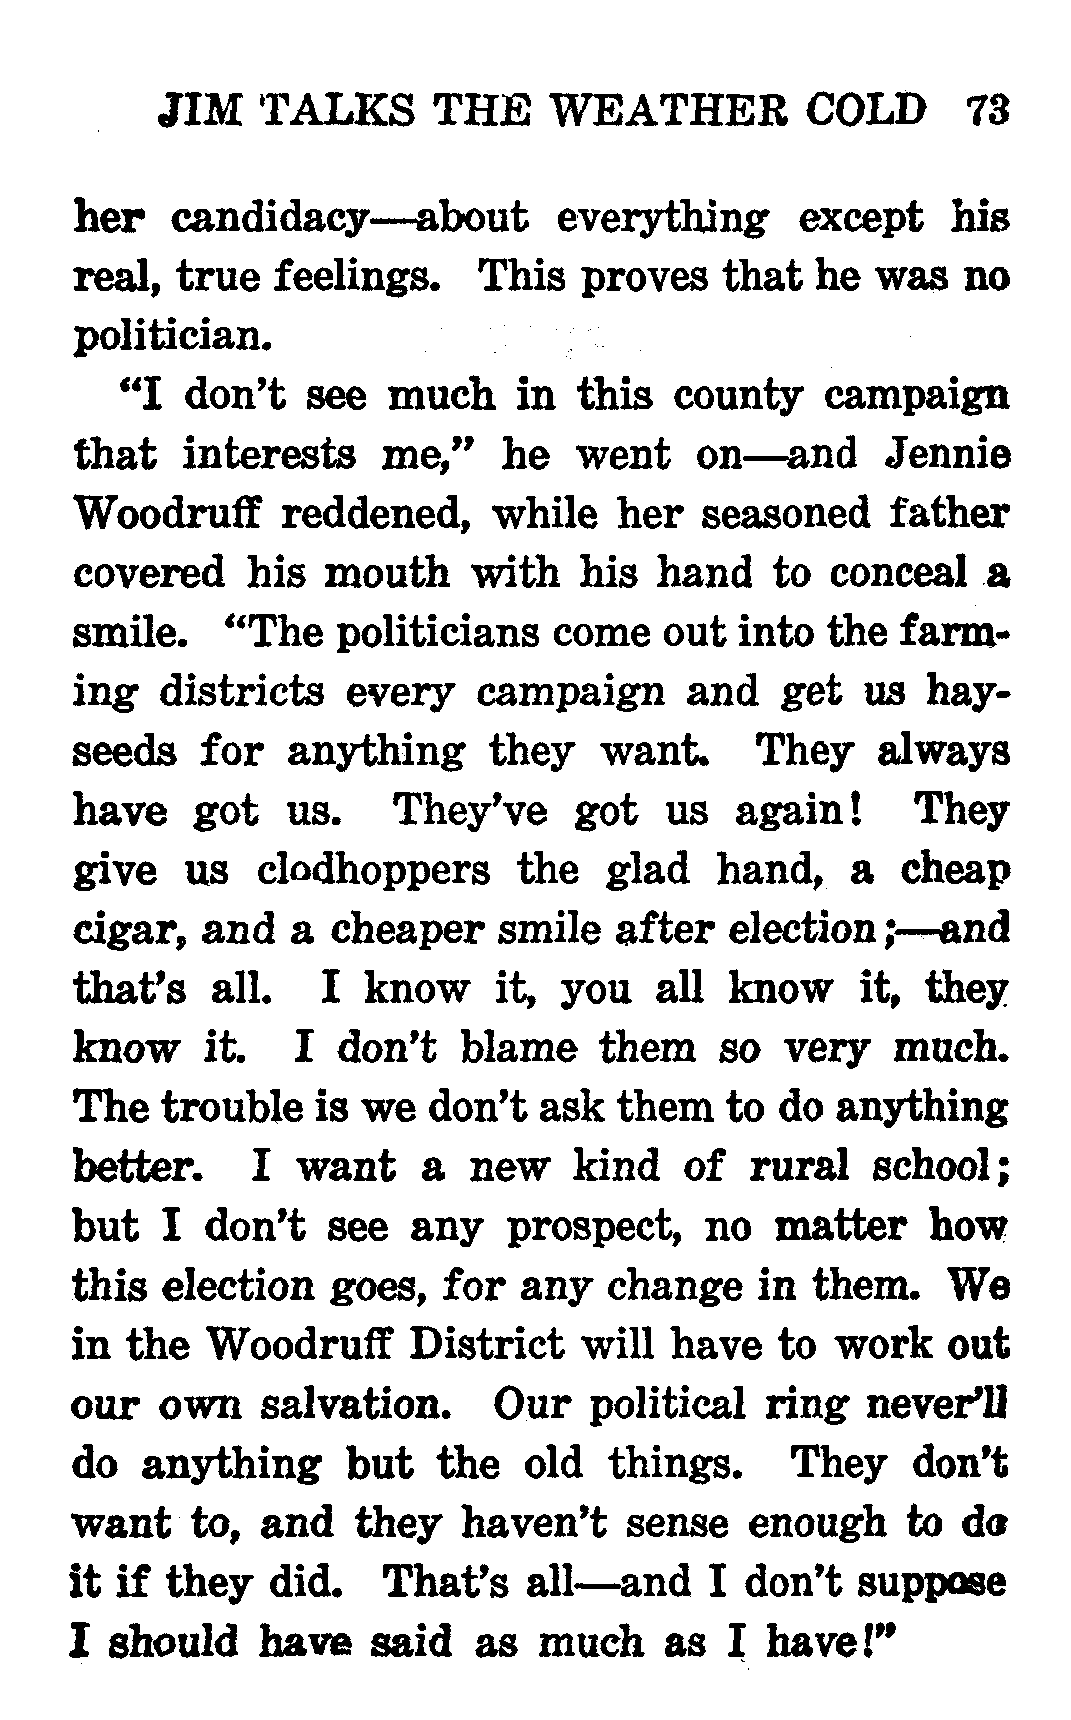 JIM TALKS THE WEATHER COLD 73
her candidacy—about everything except his
real, true feelings. This proves that he was no
politician.
"I don't see much in this county campaign
that interests me," he went on—and Jennie
Woodruff reddened, while her seasoned father
covered his mouth with his hand to conceal a
smile. "The politicians come out into the farm-
ing districts every campaign and get us hay-
seeds for anything they want. They always
have got us. They've got us again! They
give us clodhoppers the glad hand, a cheap
cigar, and a cheaper smile after election;—and
that's all. I know it, you all know it, they
know it. I don't blame them so very much.
The trouble is we don't ask them to do anything
better. I want a new kind of rural school;
but I don't see any prospect, no matter how
this election goes, for any change in them. We
in the Woodruff District will have to work out
our own salvation. Our political ring never'll
do anything but the old things. They don't
want to, and they haven't sense enough to do
it if they did. That's all—and I don't suppose
I should have said as much as I have!"